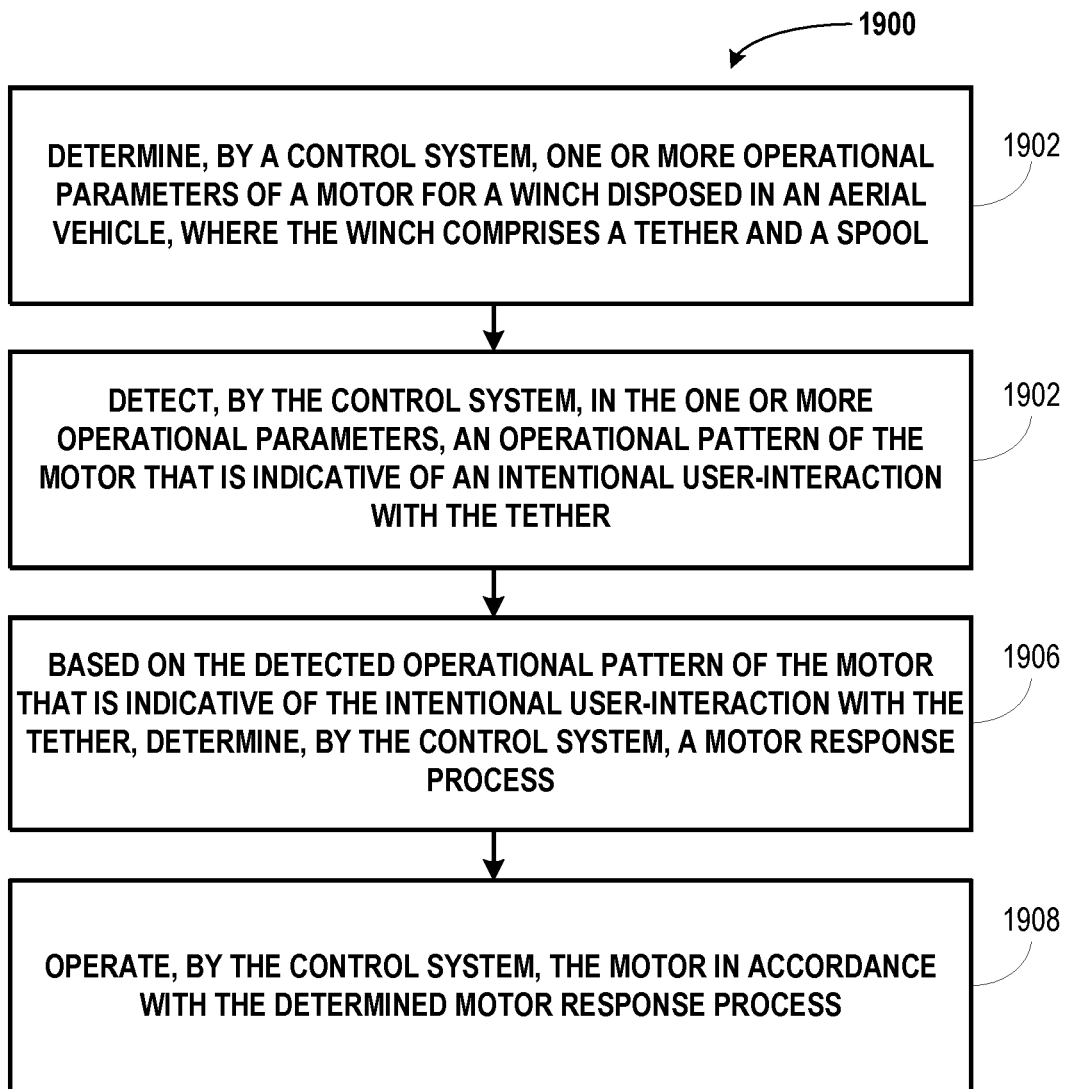 1900
DETERMINE, BY A CONTROL SYSTEM, ONE OR MORE OPERATIONAL
PARAMETERS OF A MOTOR FOR A WINCH DISPOSED IN AN AERIAL
VEHICLE, WHERE THE WINCH COMPRISES A TETHER AND A SPOOL
1902
DETECT, BY THE CONTROL SYSTEM, IN THE ONE OR MORE
OPERATIONAL PARAMETERS, AN OPERATIONAL PATTERN OF THE
MOTOR THAT IS INDICATIVE OF AN INTENTIONAL USER-INTERACTION
WITH THE TETHER
1902
BASED ON THE DETECTED OPERATIONAL PATTERN OF THE MOTOR
THAT IS INDICATIVE OF THE INTENTIONAL USER-INTERACTION WITH THE
TETHER, DETERMINE, BY THE CONTROL SYSTEM, A MOTOR RESPONSE
PROCESS
1906
OPERATE, BY THE CONTROL SYSTEM, THE MOTOR IN ACCORDANCE
WITH THE DETERMINED MOTOR RESPONSE PROCESS
1908